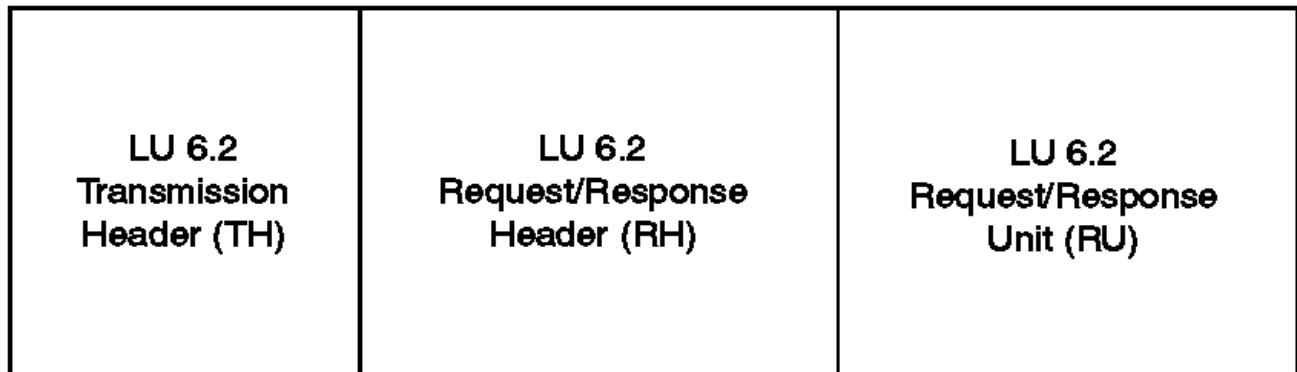 LU 6.2
Transmission
Header (TH)
LU 6.2
Request/Response
Header (RH)
LU 6.2
Request/Response
Unit (RU)